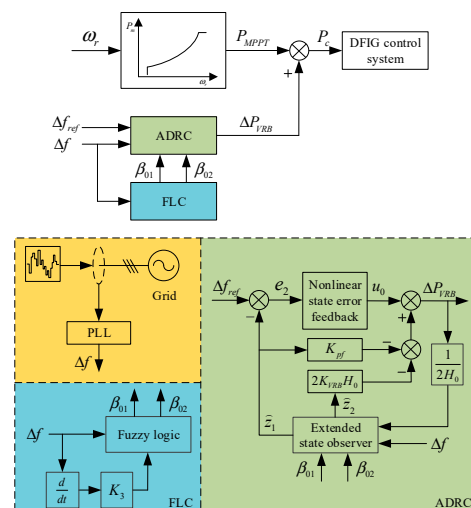 ω_r
P_m
ω_r
P_MPPT
P_c
+
DFIG control system
Δf_ref
Δf
ADRC
ΔP_VRB
β_01 β_02
FLC
Grid
PLL
Δf
β_01 β_02
Δf
Fuzzy logic
d/dt
K_3
FLC
Δf_ref
−
e_2
Nonlinear
state error
feedback
u_0
+
ΔP_VRB
K_pf
−
−
2K_VRB H_0
1/2H_0
ẑ_1
ẑ_2
Extended
state observer
Δf
β_01 β_02
ADRC